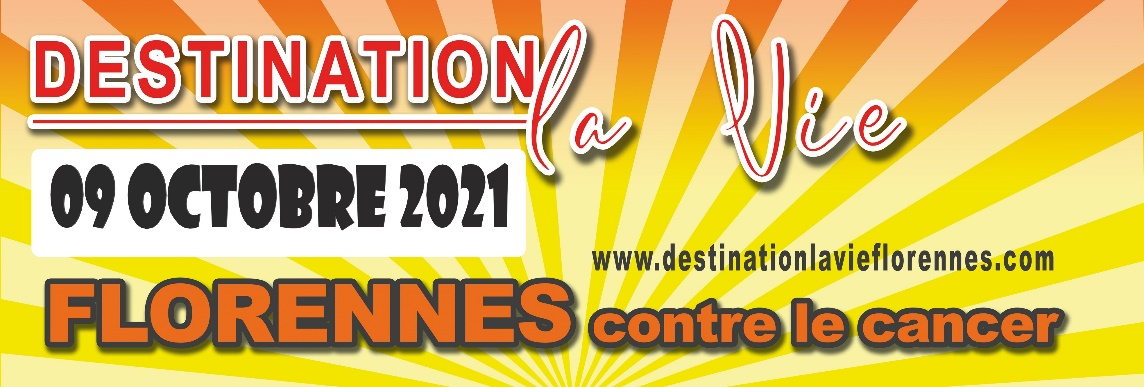 DESTINATION la Vie
09 OCTOBRE 2021
www.destinationlavieflorennes.com
FLORENNES contre le cancer